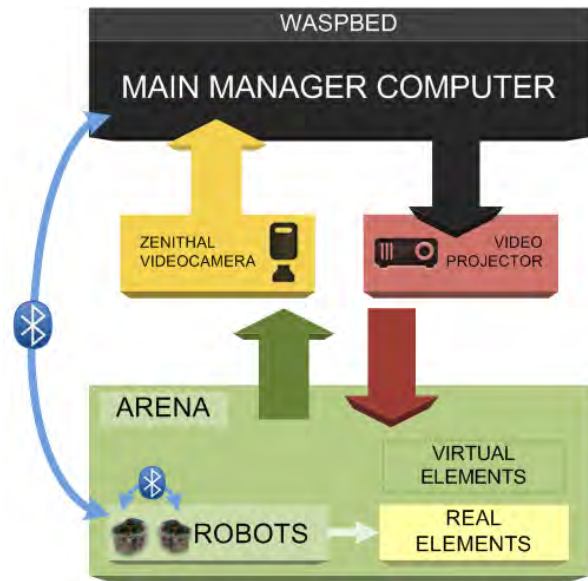 WASPBED
MAIN MANAGER COMPUTER
ZENITHAL
VIDEOCAMERA
VIDEO
PROJECTOR
ARENA
VIRTUAL
ELEMENTS
ROBOTS
REAL
ELEMENTS